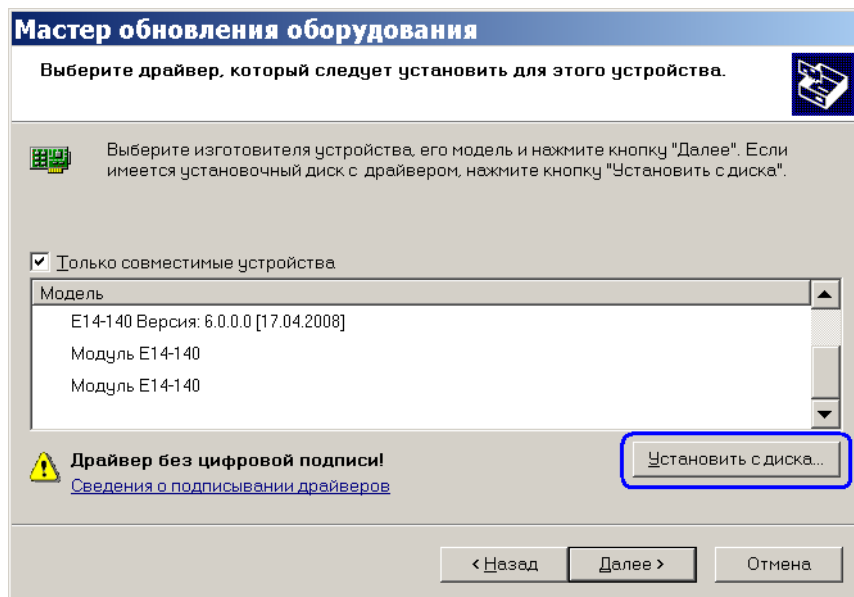 Мастер обновления оборудования
Выберите драйвер, который следует установить для этого устройства.
Выберите изготовителя устройства, его модель и нажмите кнопку "Далее". Если
имеется установочный диск с драйвером, нажмите кнопку "Установить с диска".
Только совместимые устройства
Модель
E14-140 Версия: 6.0.0.0 [17.04.2008]
Модуль E14-140
Модуль E14-140
Драйвер без цифровой подписи!
Установить с диска...
Сведения о подписывании драйверов
< Назад
Далее >
Отмена